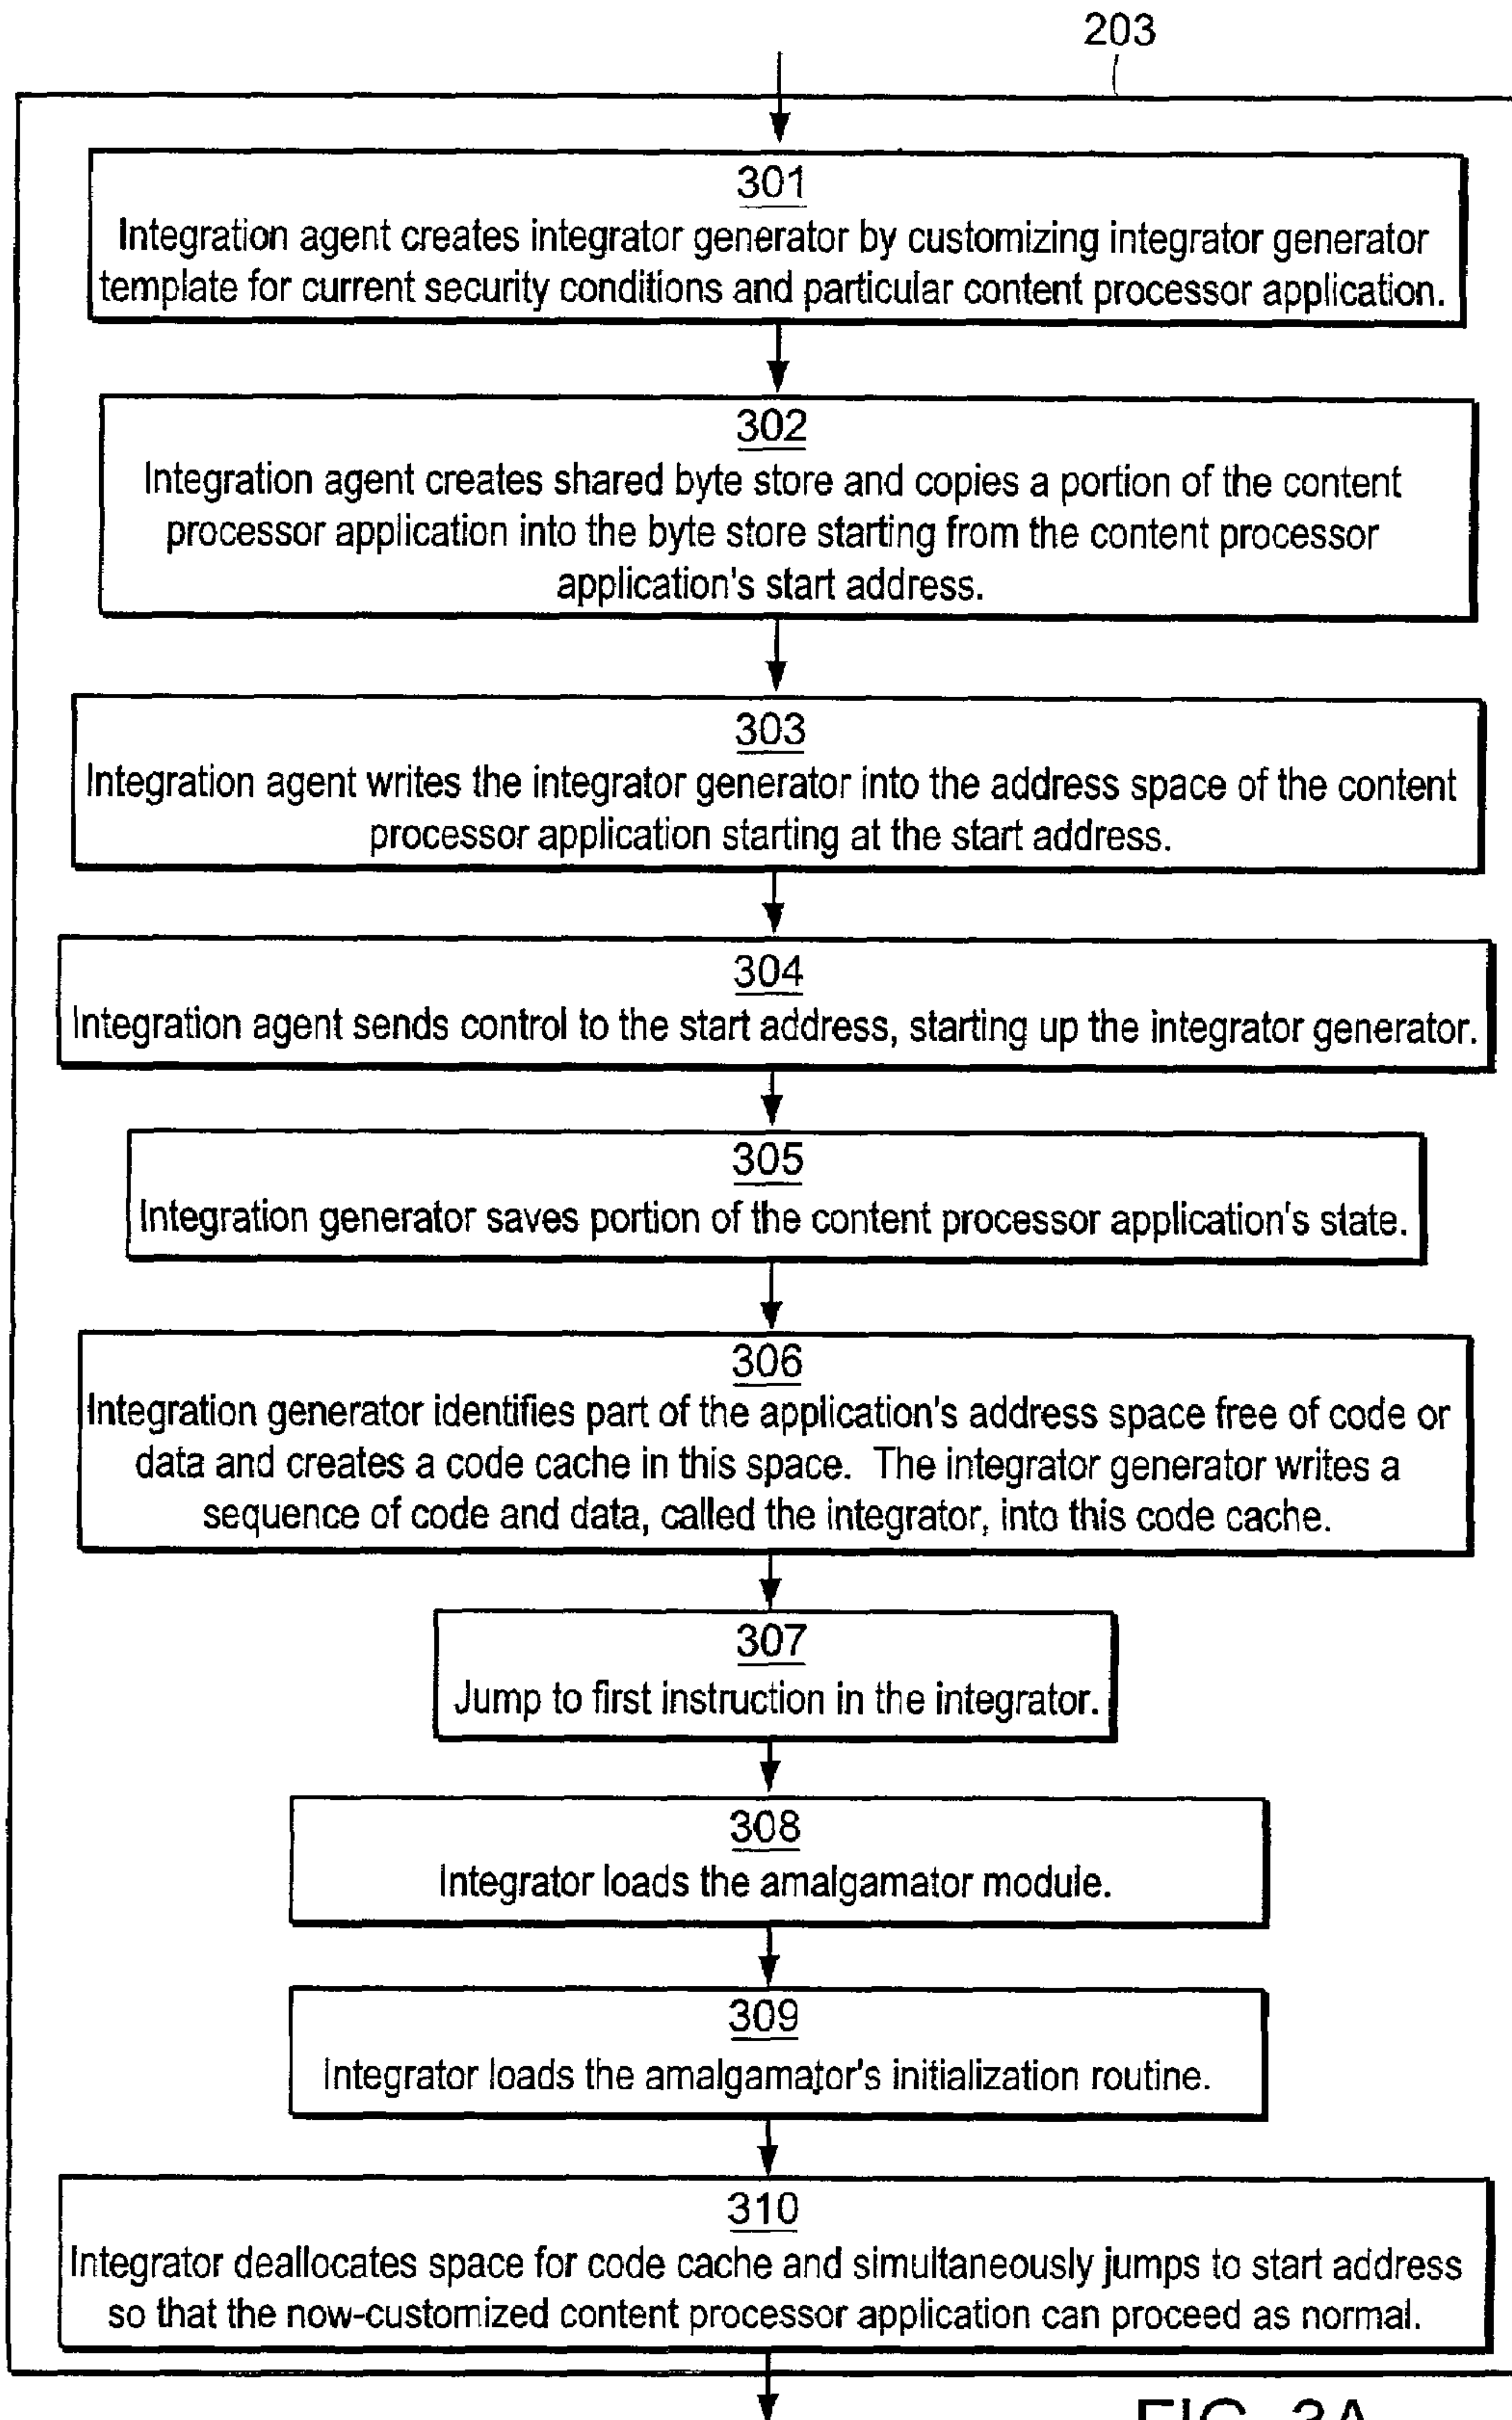 203
301
Integration agent creates integrator generator by customizing integrator generator
template for current security conditions and particular content processor application.
302
Integration agent creates shared byte store and copies a portion of the content
processor application into the byte store starting from the content processor
application's start address.
303
Integration agent writes the integrator generator into the address space of the content
processor application starting at the start address.
304
Integration agent sends control to the start address, starting up the integrator generator.
305
Integration generator saves portion of the content processor application's state.
306
Integration generator identifies part of the application's address space free of code or
data and creates a code cache in this space. The integrator generator writes a
sequence of code and data, called the integrator, into this code cache.
307
Jump to first instruction in the integrator.
308
Integrator loads the amalgamator module.
309
Integrator loads the amalgamator's initialization routine.
310
Integrator deallocates space for code cache and simultaneously jumps to start address
so that the now-customized content processor application can proceed as normal.
FIG. 3A